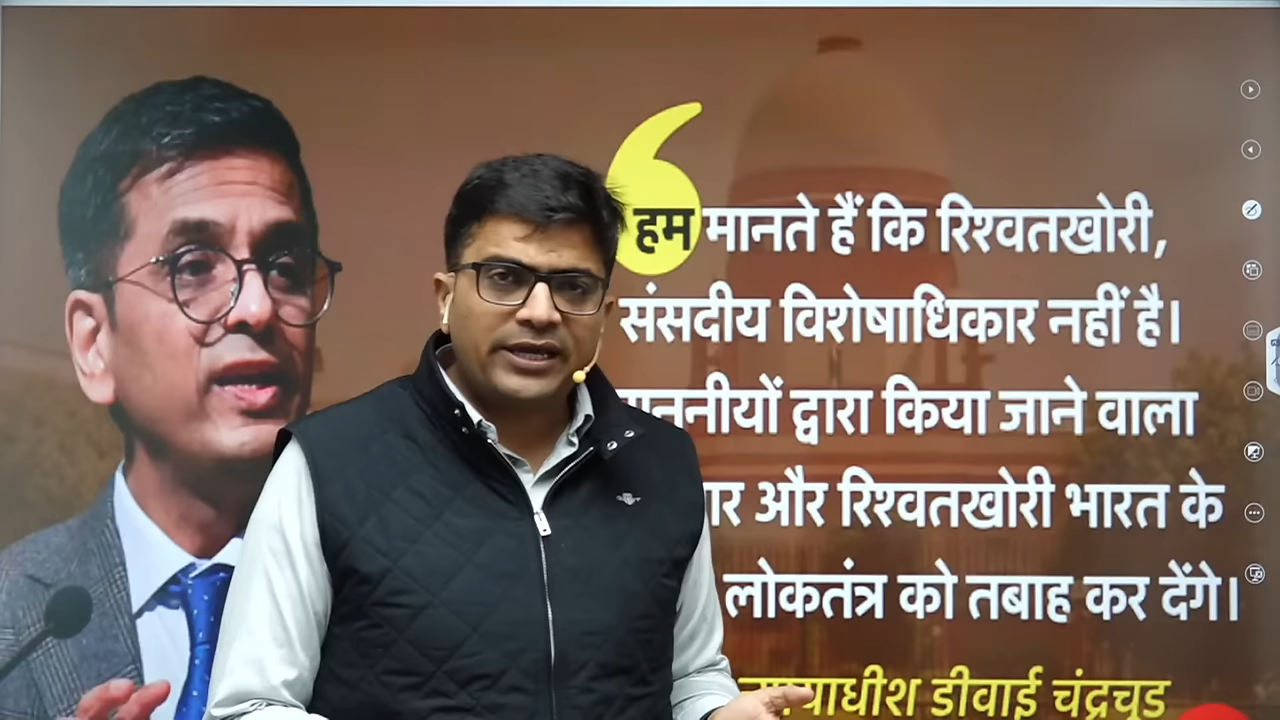 हम मानते हैं कि रिश्वतखोरी,
संसदीय विशेषाधिकार नहीं है।
द्वारा किया जाने वाला
और रिश्वतखोरी भारत के
लोकतंत्र को तबाह कर देंगे।
डीवाई चंद्रचूड़